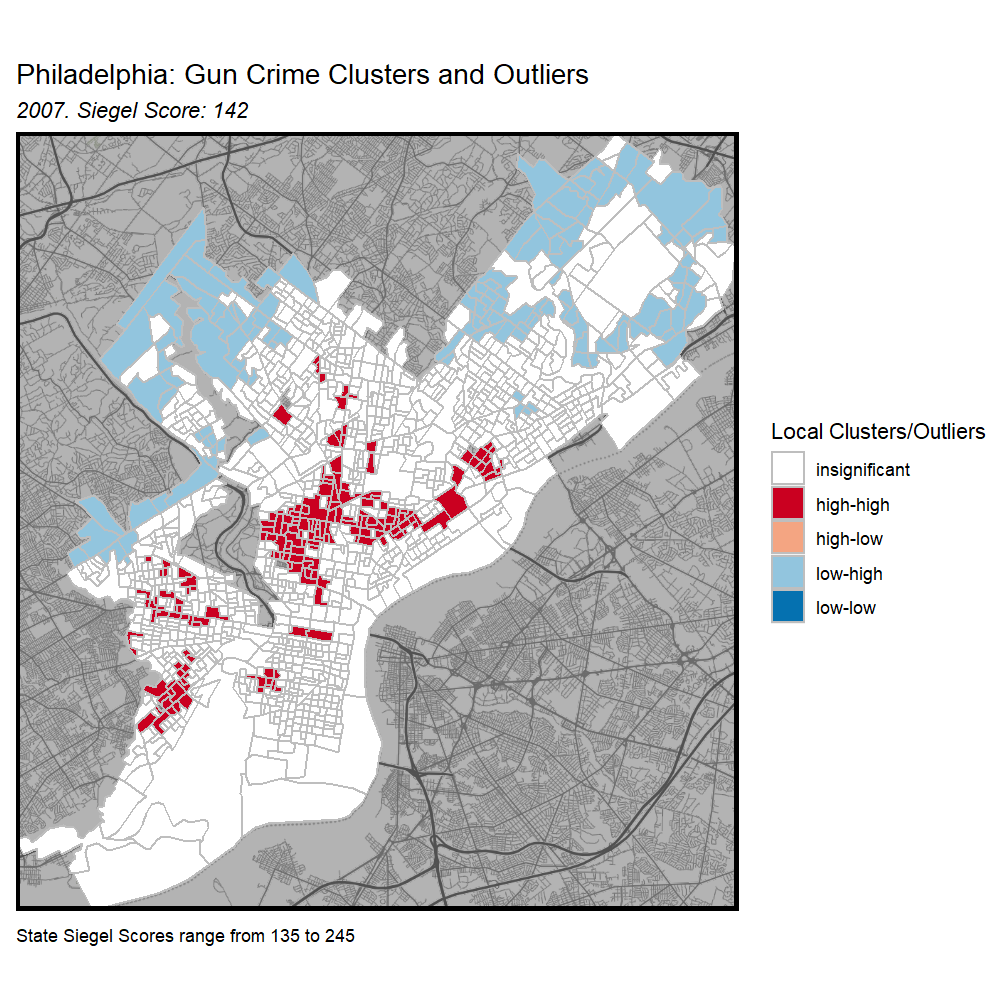 Philadelphia: Gun Crime Clusters and Outliers
2007. Siegel Score: 142
Local Clusters/Outliers
insignificant
high-high
high-low
low-high
low-low
State Siegel Scores range from 135 to 245